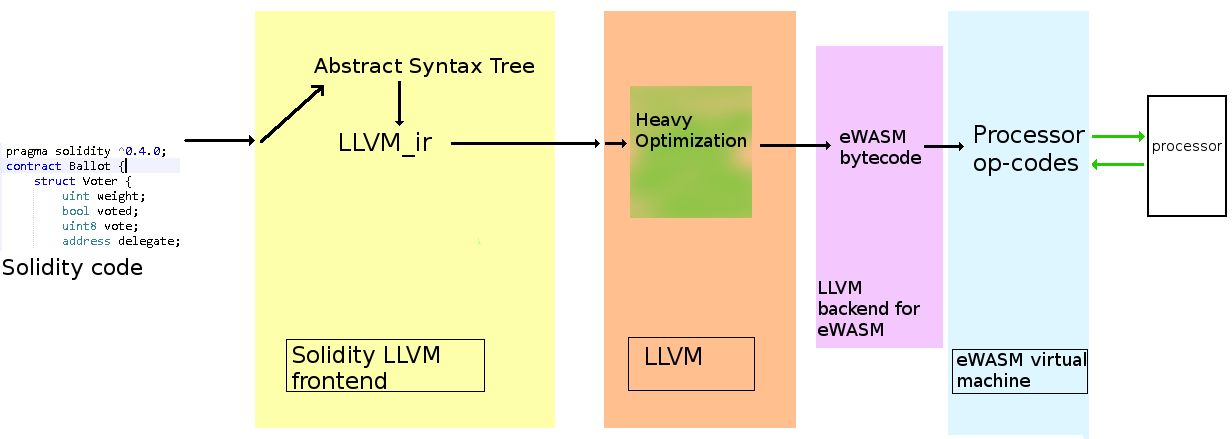 pragma solidity ^0.4.0;
contract Ballot {
struct Voter {
uint weight;
bool voted;
uint8 vote;
address delegate;
Solidity code
Abstract Syntax Tree
LLVM_ir
Solidity LLVM
frontend
Heavy
Optimization
LLVM
eWASM
bytecode
LLVM
backend for
eWASM
Processor
op-codes
eWASM virtual
machine
processor